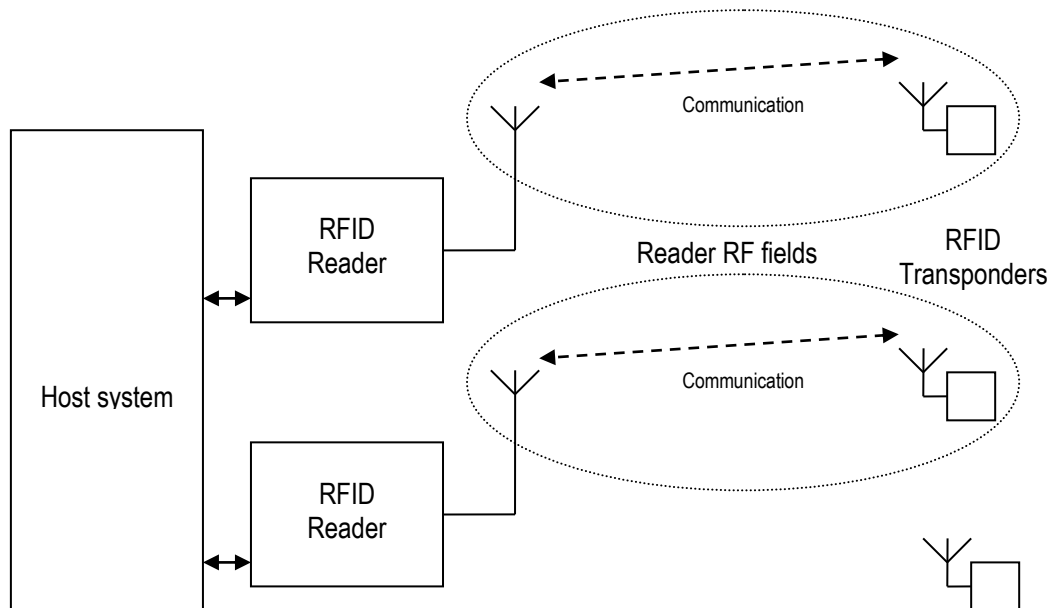 Communication
RFID
Reader
Reader RF fields
RFID
Transponders
Communication
Host system
RFID
Reader